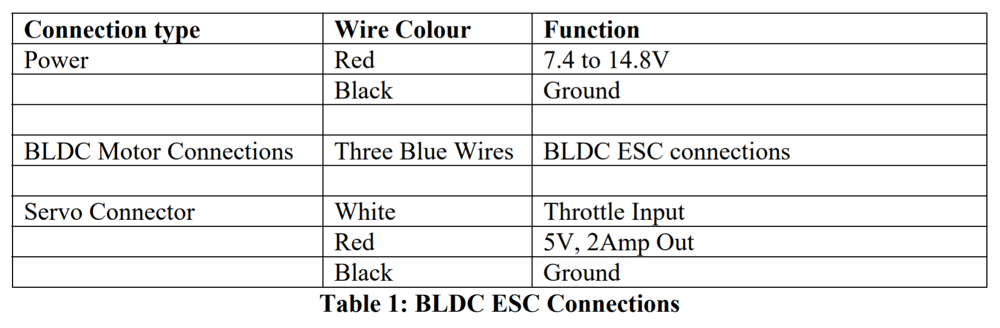 Connection type Wire Colour Function
Power Red 7.4 to 14.8V
Black Ground
BLDC Motor Connections Three Blue Wires BLDC ESC connections
Servo Connector White Throttle Input
Red 5V, 2Amp Out
Black Ground
Table 1: BLDC ESC Connections